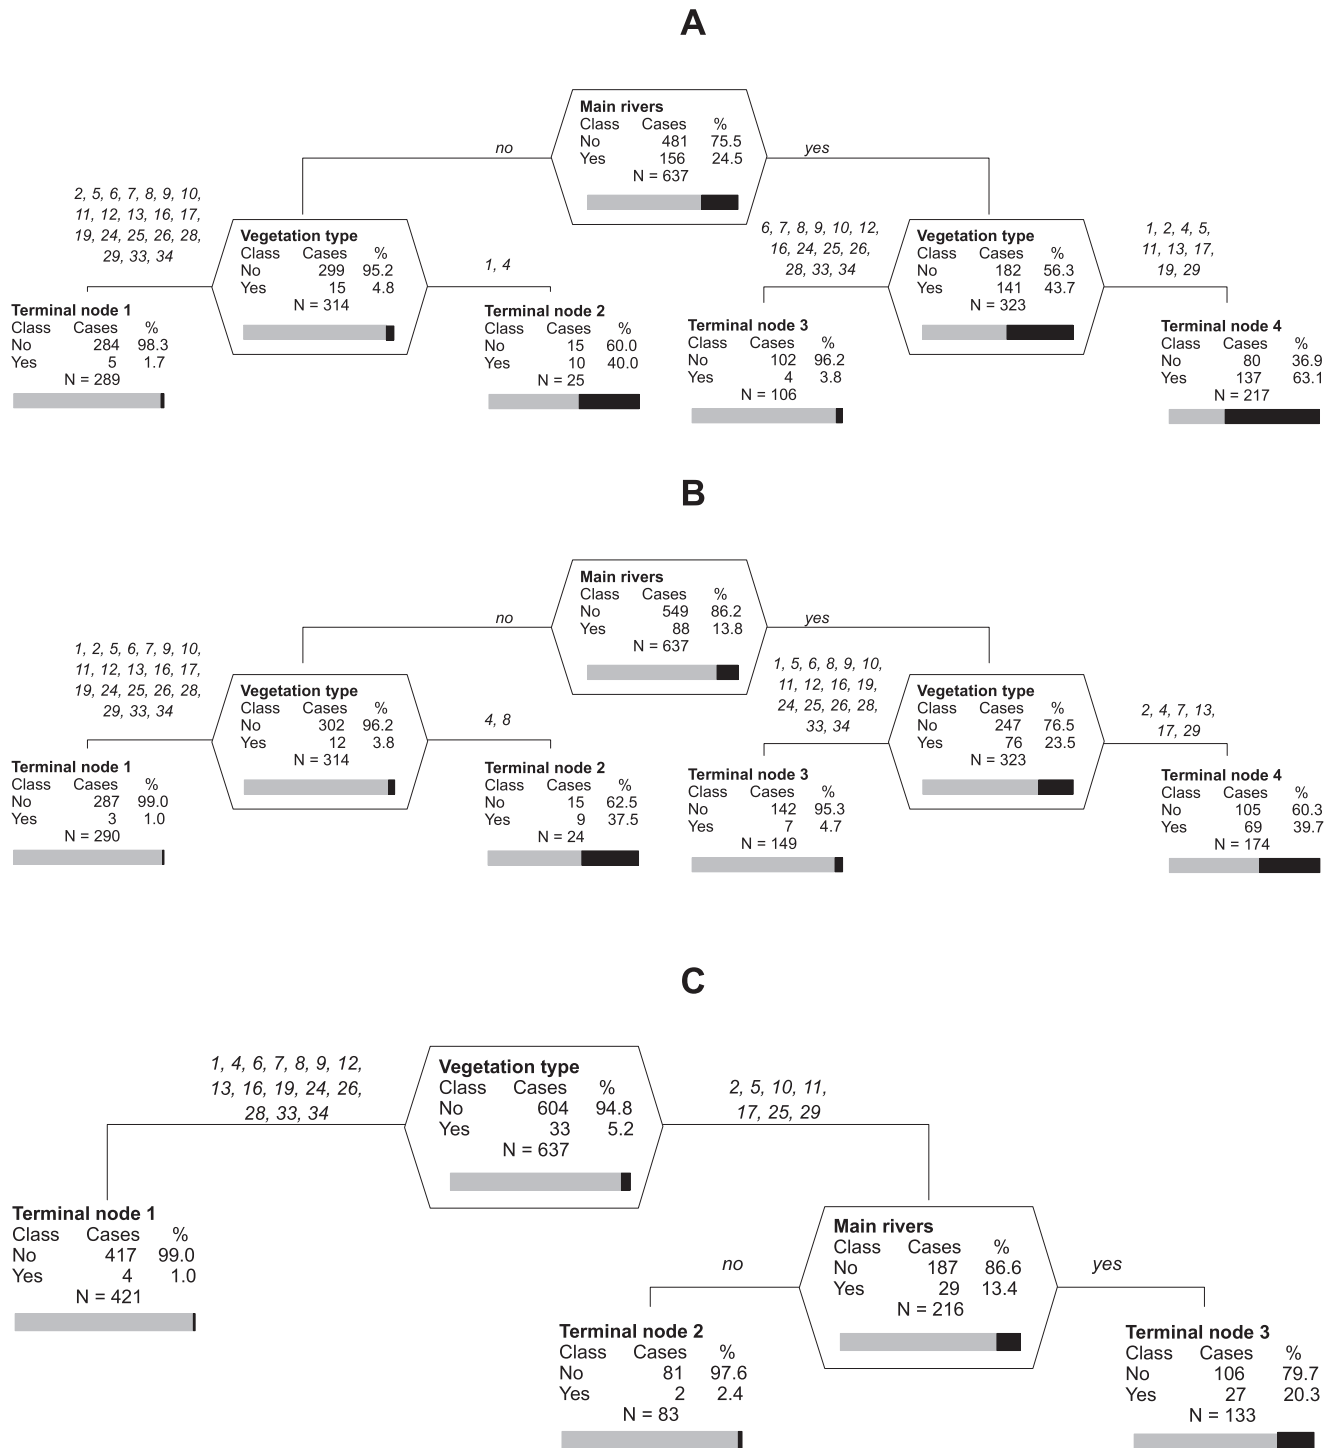 A
Main rivers
Class Cases %
No 481 75.5
Yes 156 24.5
N = 637
no
yes
2, 5, 6, 7, 8, 9, 10,
11, 12, 13, 16, 17,
19, 24, 25, 26, 28,
29, 33, 34
Vegetation type
Class Cases %
No 299 95.2
Yes 15 4.8
N = 314
1, 4
6, 7, 8, 9, 10, 12,
16, 24, 25, 26,
28, 33, 34
Vegetation type
Class Cases %
No 182 56.3
Yes 141 43.7
N = 323
1, 2, 4, 5,
11, 13, 17,
19, 29
Terminal node 1
Class Cases %
No 284 98.3
Yes 5 1.7
N = 289
Terminal node 2
Class Cases %
No 15 60.0
Yes 10 40.0
N = 25
Terminal node 3
Class Cases %
No 102 96.2
Yes 4 3.8
N = 106
Terminal node 4
Class Cases %
No 80 36.9
Yes 137 63.1
N = 217
B
Main rivers
Class Cases %
No 549 86.2
Yes 88 13.8
N = 637
no
yes
1, 2, 5, 6, 7, 9, 10,
11, 12, 13, 16, 17,
19, 24, 25, 26, 28,
29, 33, 34
Vegetation type
Class Cases %
No 302 96.2
Yes 12 3.8
N = 314
4, 8
1, 5, 6, 8, 9, 10,
11, 12, 16, 19,
24, 25, 26, 28,
33, 34
Vegetation type
Class Cases %
No 247 76.5
Yes 76 23.5
N = 323
2, 4, 7, 13,
17, 29
Terminal node 1
Class Cases %
No 287 99.0
Yes 3 1.0
N = 290
Terminal node 2
Class Cases %
No 15 62.5
Yes 9 37.5
N = 24
Terminal node 3
Class Cases %
No 142 95.3
Yes 7 4.7
N = 149
Terminal node 4
Class Cases %
No 105 60.3
Yes 69 39.7
N = 174
C
1, 4, 6, 7, 8, 9, 12,
13, 16, 19, 24, 26,
28, 33, 34
Vegetation type
Class Cases %
No 604 94.8
Yes 33 5.2
N = 637
2, 5, 10, 11,
17, 25, 29
Terminal node 1
Class Cases %
No 417 99.0
Yes 4 1.0
N = 421
no
Main rivers
Class Cases %
No 187 86.6
Yes 29 13.4
N = 216
yes
Terminal node 2
Class Cases %
No 81 97.6
Yes 2 2.4
N = 83
Terminal node 3
Class Cases %
No 106 79.7
Yes 27 20.3
N = 133